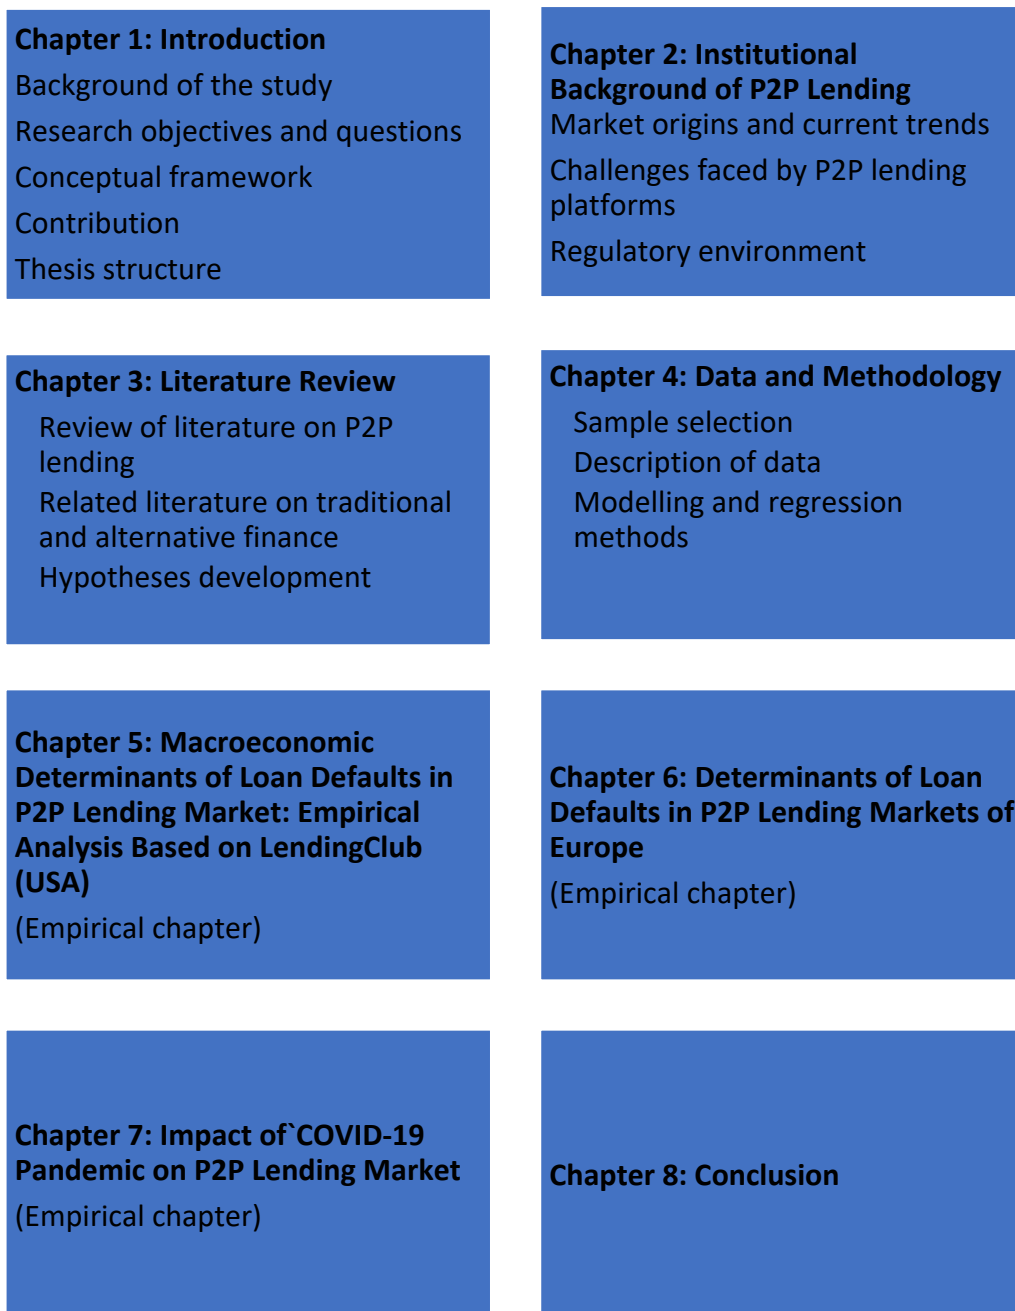 Chapter 1: Introduction
Background of the study
Research objectives and questions
Conceptual framework
Contribution
Thesis structure
Chapter 2: Institutional
Background of P2P Lending
Market origins and current trends
Challenges faced by P2P lending
platforms
Regulatory environment
Chapter 3: Literature Review
Review of literature on P2P
lending
Related literature on traditional
and alternative finance
Hypotheses development
Chapter 4: Data and Methodology
Sample selection
Description of data
Modelling and regression
methods
Chapter 5: Macroeconomic
Determinants of Loan Defaults in
P2P Lending Market: Empirical
Analysis Based on LendingClub
(USA)
(Empirical chapter)
Chapter 6: Determinants of Loan
Defaults in P2P Lending Markets of
Europe
(Empirical chapter)
Chapter 7: Impact of`COVID-19
Pandemic on P2P Lending Market
(Empirical chapter)
Chapter 8: Conclusion